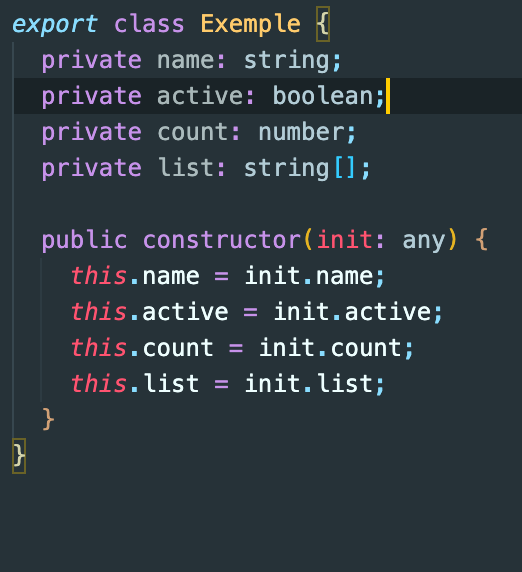 export class Exemple {
private name: string;
private active: boolean;
private count: number;
private list: string[];
public constructor(init: any) {
this.name = init.name;
this.active = init.active;
this.count = init.count;
this.list = init.list;
}
}